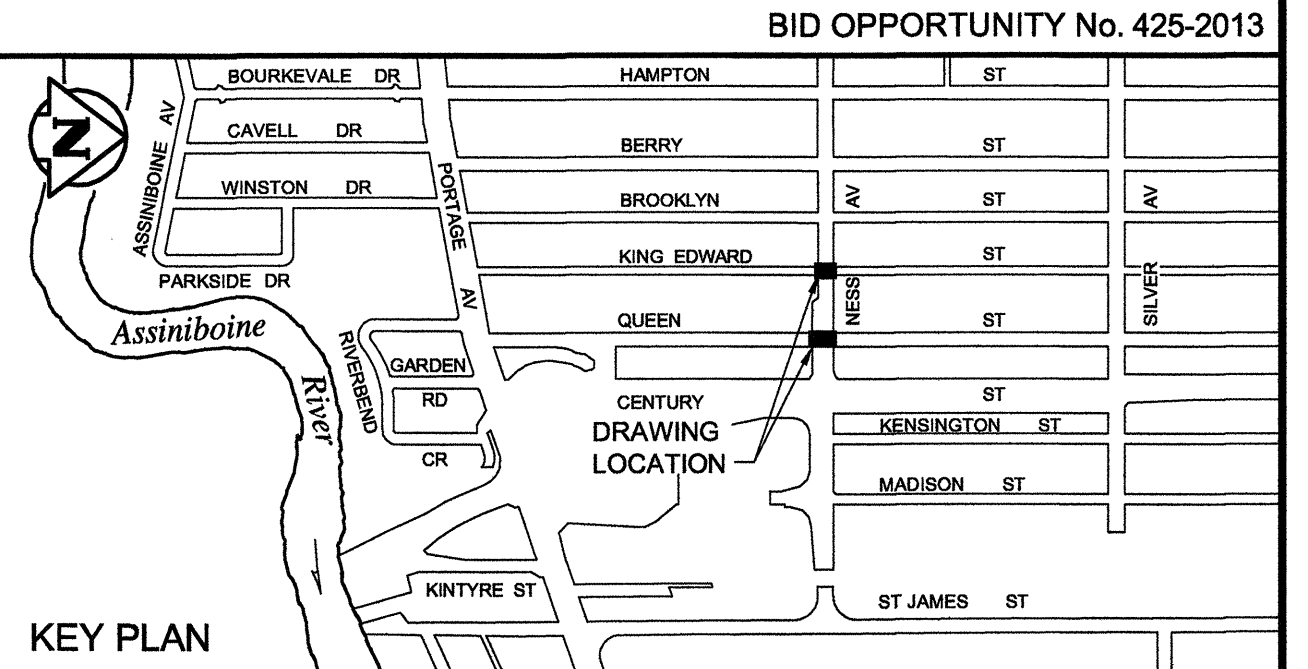 BID OPPORTUNITY No. 425-2013
BOURKEVALE DR
HAMPTON ST
CAVELL DR
BERRY ST
WINSTON DR
BROOKLYN ST
ASSINIBOINE AV
PORTAGE AV
NESS AV
SILVER AV
KING EDWARD ST
PARKSIDE DR
QUEEN ST
Assiniboine River
RIVERBEND CR
GARDEN RD
CENTURY ST
KENSINGTON ST
DRAWING
LOCATION
MADISON ST
KINTYRE ST
ST JAMES ST
N
KEY PLAN